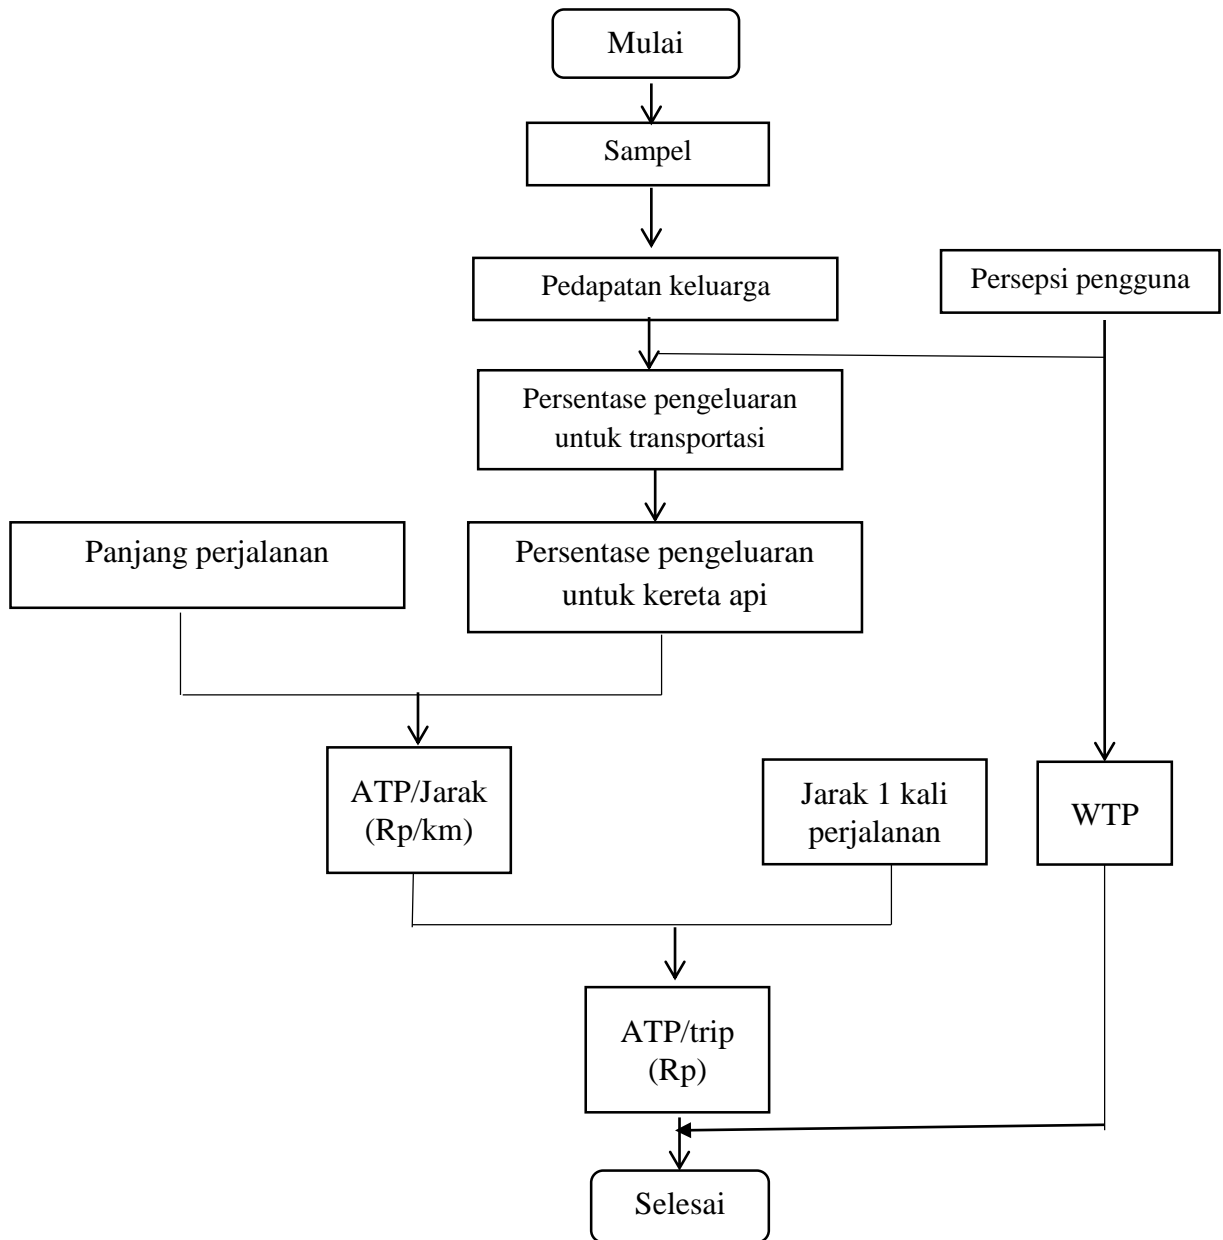 Mulai
Sampel
Pedapatan keluarga
Persepsi pengguna
Persentase pengeluaran
untuk transportasi
Panjang perjalanan
Persentase pengeluaran
untuk kereta api
ATP/Jarak
(Rp/km)
Jarak 1 kali
perjalanan
WTP
ATP/trip
(Rp)
Selesai